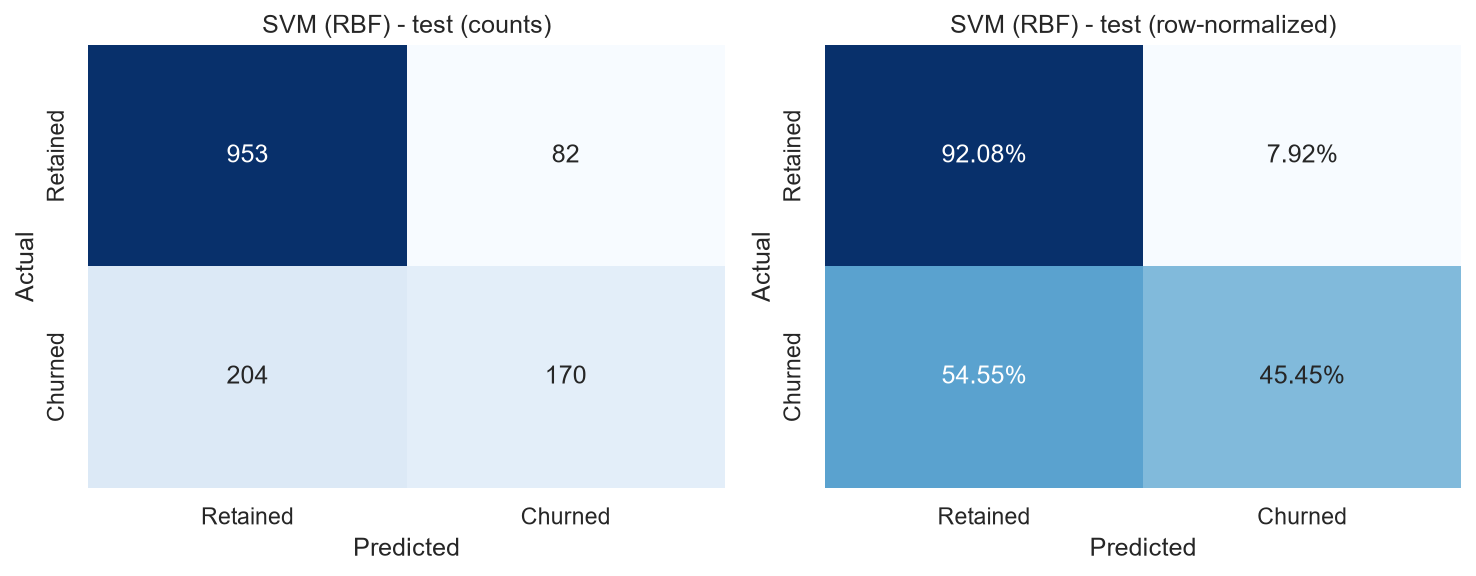 SVM (RBF) - test (counts)
Actual
Retained
953
82
Churned
204
170
Retained
Churned
Predicted
SVM (RBF) - test (row-normalized)
Actual
Retained
92.08%
7.92%
Churned
54.55%
45.45%
Retained
Churned
Predicted